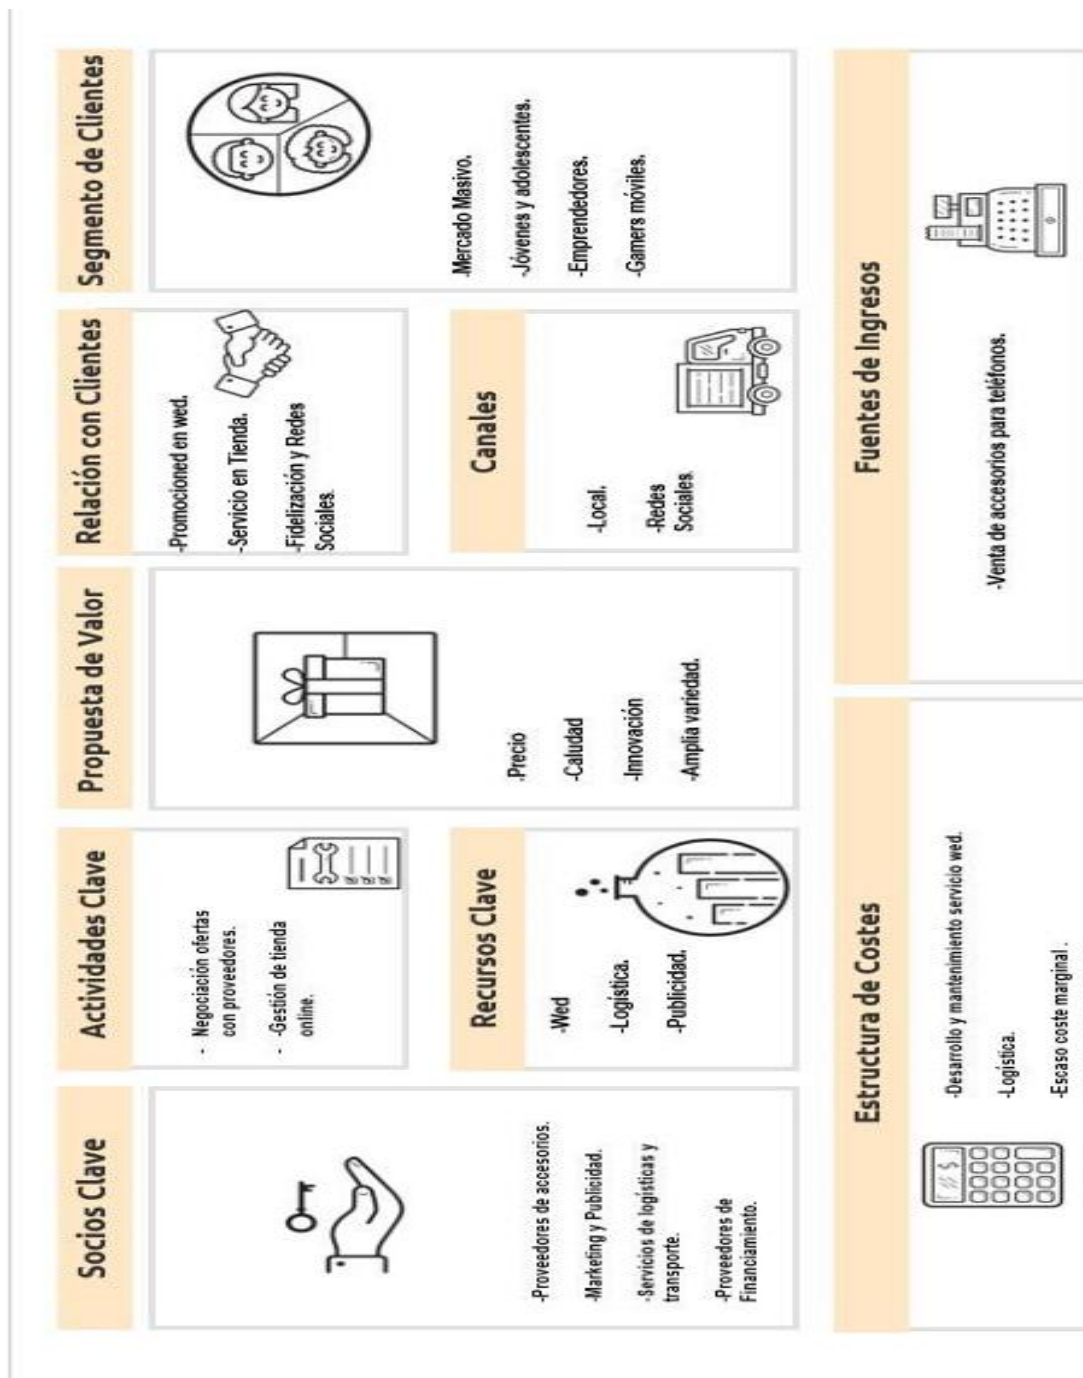 Socios Clave
-Proveedores de accesorios.
-Marketing y Publicidad.
-Servicios de logísticas y
transporte.
-Proveedores de
Financiamiento.
Actividades Clave
- Negociación ofertas
con proveedores.
- -Gestión de tienda
online.
Recursos Clave
-Wed
-Logística.
-Publicidad.
Propuesta de Valor
-Precio
-Caludad
-Innovación
-Amplia variedad.
Relación con Clientes
-Promocioned en wed.
-Servicio en Tienda.
-Fidelización y Redes
Sociales.
Canales
-Local.
-Redes
Sociales.
Segmento de Clientes
-Mercado Masivo.
-Jóvenes y adolescentes.
-Emprendedores.
-Gamers móviles.
Estructura de Costes
-Desarrollo y mantenimiento servicio wed.
-Logística.
-Escaso coste marginal .
Fuentes de Ingresos
-Venta de accesorios para teléfonos.